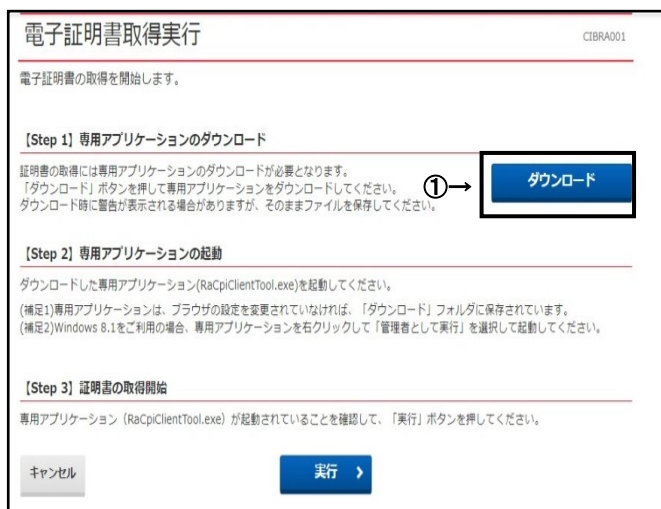 電子証明書取得実行
CIBRA001
電子証明書の取得を開始します。
【Step 1】専用アプリケーションのダウンロード
証明書の取得には専用アプリケーションのダウンロードが必要となります。
「ダウンロード」ボタンを押して専用アプリケーションをダウンロードしてください。
ダウンロード時に警告が表示される場合がありますが、そのままファイルを保存してください。
①→
ダウンロード
【Step 2】専用アプリケーションの起動
ダウンロードした専用アプリケーション(RaCpiClientTool.exe)を起動してください。
(補足1)専用アプリケーションは、ブラウザの設定を変更されていなければ、「ダウンロード」フォルダに保存されています。
(補足2)Windows 8.1をご利用の場合、専用アプリケーションを右クリックして「管理者として実行」を選択して起動してください。
【Step 3】証明書の取得開始
専用アプリケーション（RaCpiClientTool.exe）が起動されていることを確認して、「実行」ボタンを押してください。
キャンセル
実行 ›